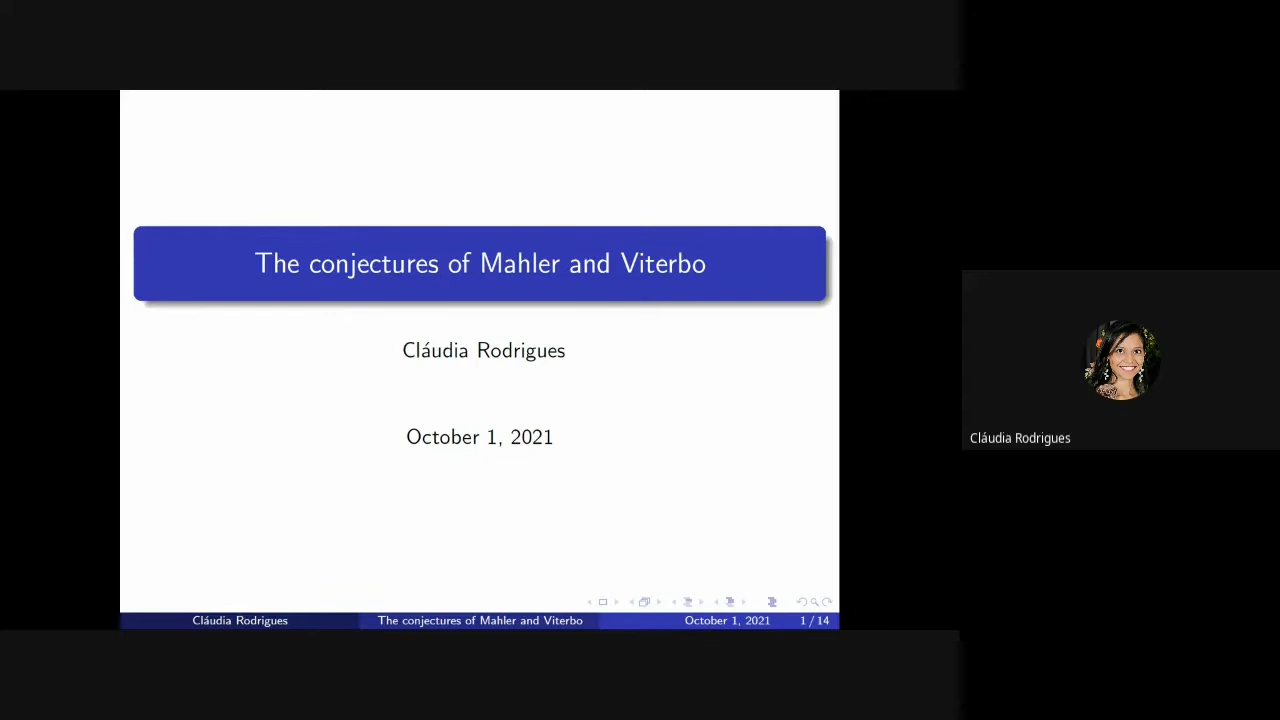 The conjectures of Mahler and Viterbo
Cláudia Rodrigues
October 1, 2021
Cláudia Rodrigues
The conjectures of Mahler and Viterbo
October 1, 2021
1 / 14
Cláudia Rodrigues